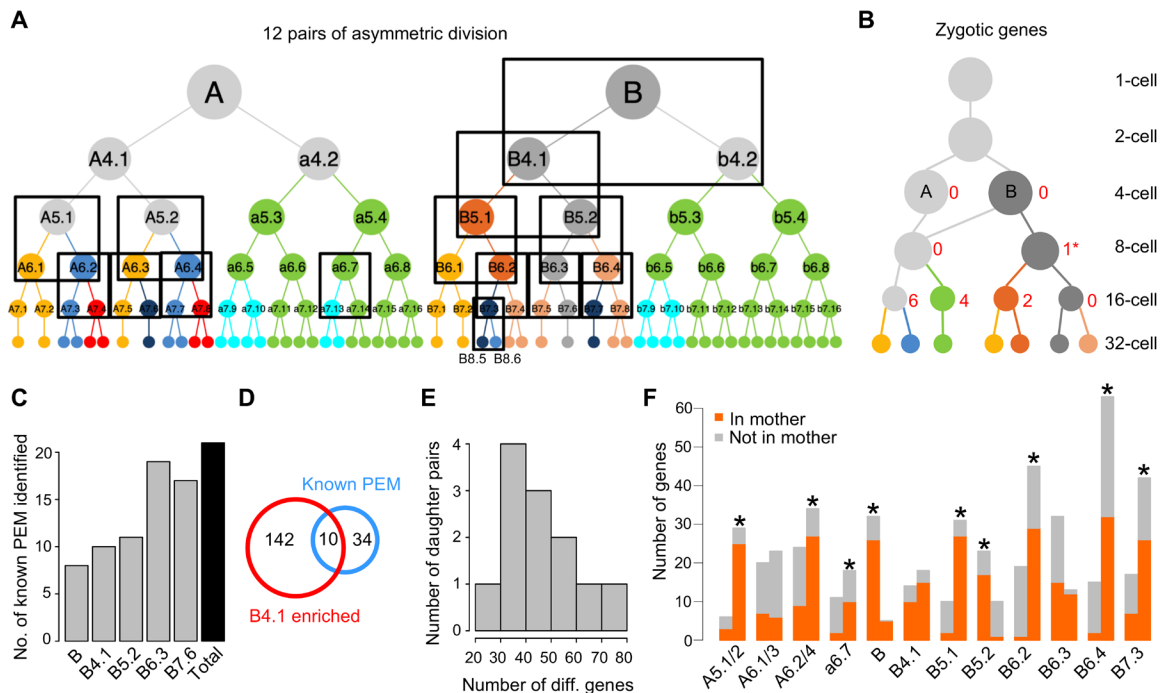 A
12 pairs of asymmetric division
A B
A4.1 a4.2 B4.1 b4.2
A5.1 A5.2 a5.3 a5.4 B5.1 B5.2 b5.3 b5.4
A6.1 A6.2 A6.3 A6.4 a6.5 a6.6 a6.7 a6.8 B6.1 B6.2 B6.3 B6.4 b6.5 b6.6 b6.7 b6.8
A7.1 A7.2 A7.3 A7.4 A7.5 A7.6 A7.7 A7.8 a7.9 a7.10 a7.11 a7.12 a7.13 a7.14 a7.15 a7.16 B7.1 B7.2 B7.3 B7.4 B7.5 B7.6 B7.7 B7.8 b7.9 b7.10 b7.11 b7.12 b7.13 b7.14 b7.15 b7.16
B8.5 B8.6
B
Zygotic genes
1-cell
2-cell
A 0 B 0 4-cell
0 1* 8-cell
6 4 2 0 16-cell
32-cell
C
No. of known PEM identified
20
15
10
5
0
B B4.1 B5.2 B6.3 B7.6 Total
D
Known PEM
142 10 34
B4.1 enriched
E
Number of daughter pairs
4
3
2
1
0
20 30 40 50 60 70 80
Number of diff. genes
F
In mother
Not in mother
Number of genes
60
50
40
30
20
10
0
* * * * * * * * *
A5.1/2 A6.1/3 A6.2/4 a6.7 B B4.1 B5.1 B5.2 B6.2 B6.3 B6.4 B7.3